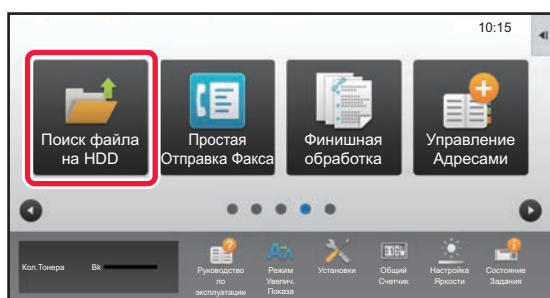 10:15
Поиск файла
на HDD
Простая
Отправка Факса
Финишная
обработка
Управление
Адресами
Кол.Тонера
Bk
Руководство
по
эксплуатации
Режим
Увелич.
Показа
Установки
Общий
Счетчик
Настройка
Яркости
Состояние
Задания